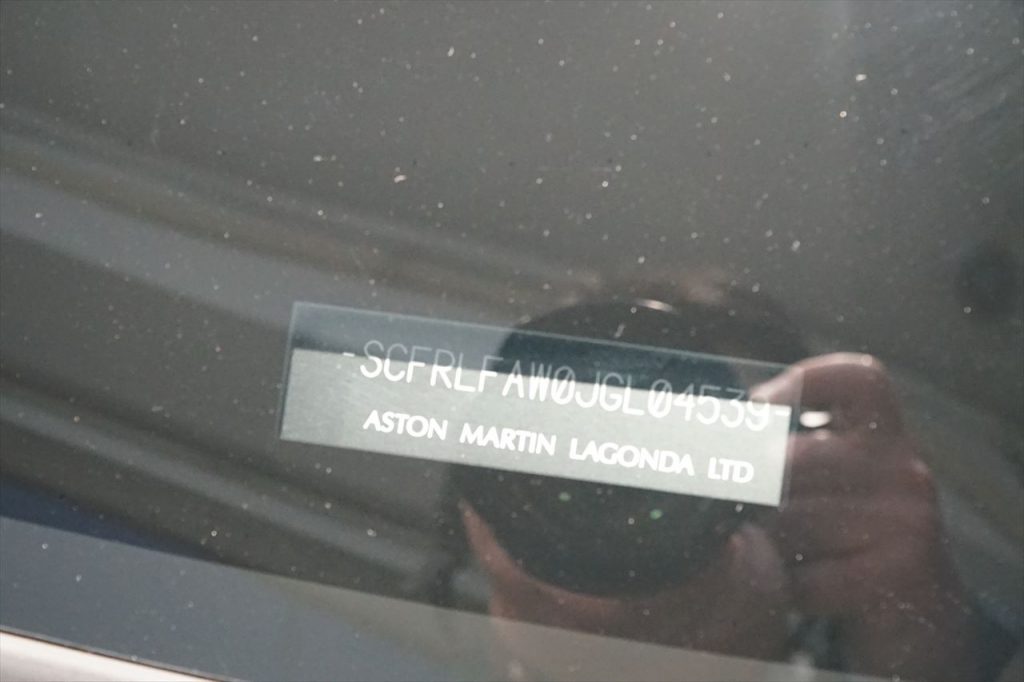 -SCFRLFAW0JGL04539-
ASTON MARTIN LAGONDA LTD